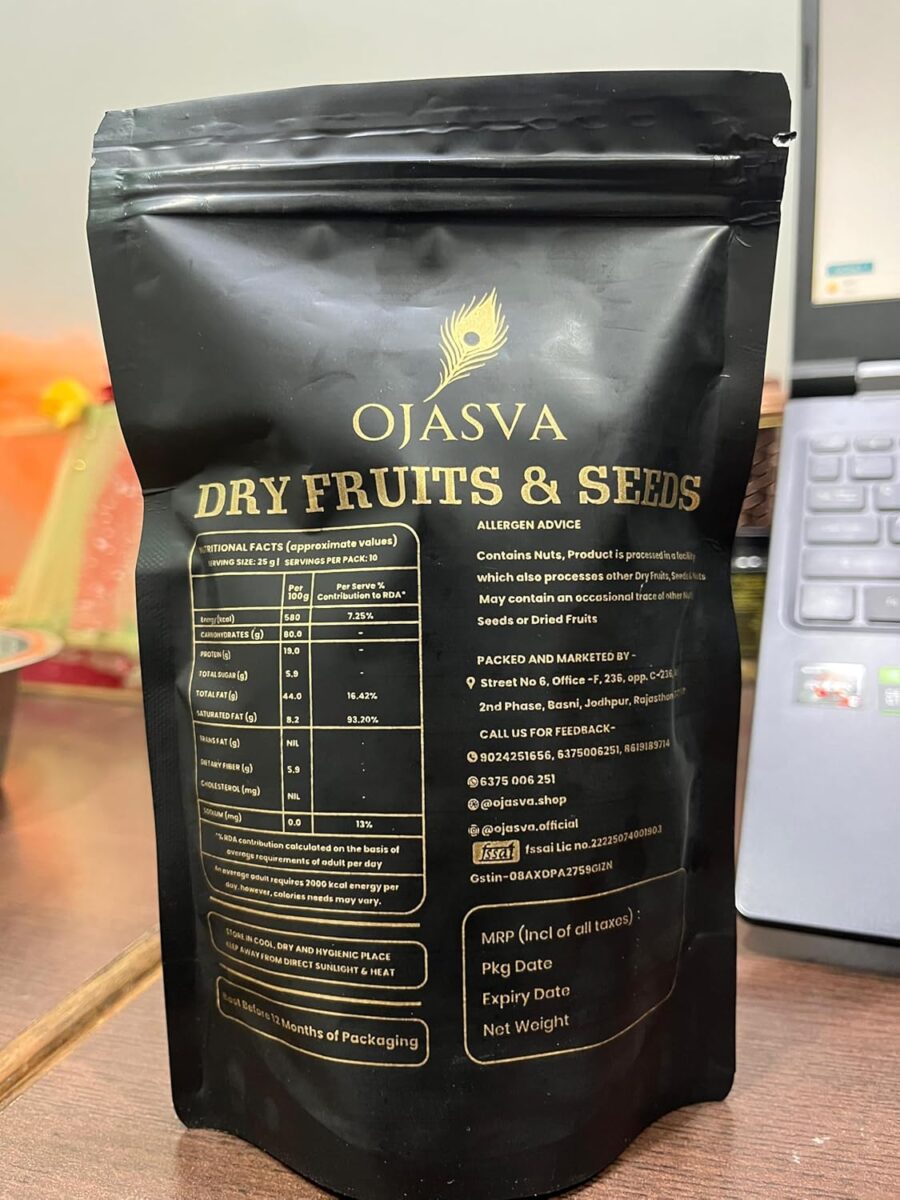 OJASVA
DRY FRUITS & SEEDS
NUTRITIONAL FACTS (approximate values)
SERVING SIZE: 25 g | SERVINGS PER PACK: 10
Per 100g Per Serve % Contribution to RDA*
Energy (kcal) 580 7.25%
CARBOHYDRATES (g) 80.0 -
PROTEIN (g) 19.0 -
TOTAL SUGAR (g) 5.9 -
TOTAL FAT (g) 44.0 16.42%
SATURATED FAT (g) 8.2 93.20%
TRANS FAT (g) NIL -
DIETARY FIBER (g) 5.9 -
CHOLESTEROL (mg) NIL -
SODIUM (mg) 0.0 13%
*% RDA contribution calculated on the basis of
average requirements of adult per day
An average adult requires 2000 kcal energy per
day, however, calories needs may vary.
STORE IN COOL, DRY AND HYGIENIC PLACE
KEEP AWAY FROM DIRECT SUNLIGHT & HEAT
Best Before 12 Months of Packaging
ALLERGEN ADVICE
Contains Nuts, Product is processed in a facility
which also processes other Dry Fruits, Seeds & Nuts
May contain an occasional trace of other Nuts
Seeds or Dried Fruits
PACKED AND MARKETED BY -
Street No 6, Office -F, 236, opp. C-236,
2nd Phase, Basni, Jodhpur, Rajasthan
CALL US FOR FEEDBACK-
9024251656, 6375006251, 8619189714
6375 006 251
@ojasva.shop
@ojasva.official
fssai fssai Lic no.22225074001903
Gstin-08AXOPA2759G1ZN
MRP (Incl of all taxes) :
Pkg Date
Expiry Date
Net Weight